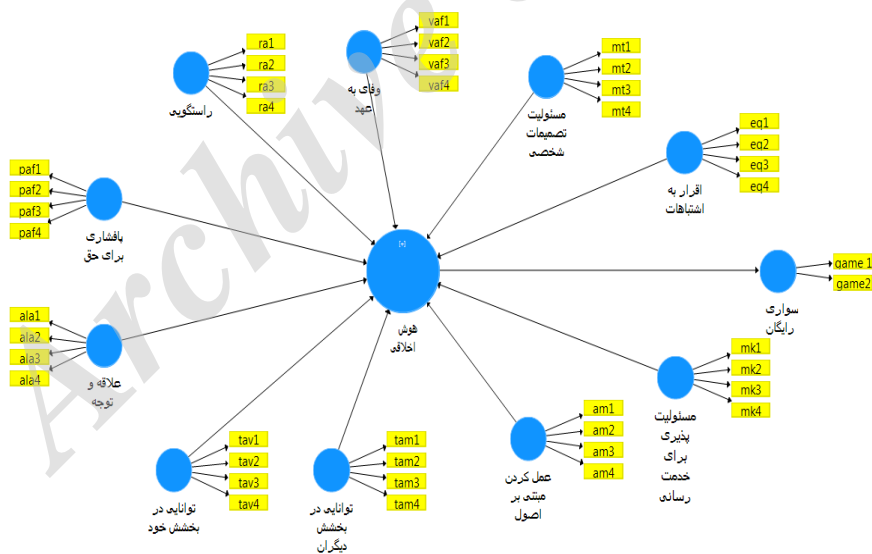 vaf1
vaf2
vaf3
vaf4
وفای به
عهد
ra1
ra2
ra3
ra4
راستگویی
mt1
mt2
mt3
mt4
مسئولیت
تصمیمات
شخصی
eq1
eq2
eq3
eq4
اقرار به
اشتباهات
paf1
paf2
paf3
paf4
پافشاری
برای حق
[+]
هوش
اخلاقی
game 1
game2
سواری
رایگان
ala1
ala2
ala3
ala4
علاقه و
توجه
mk1
mk2
mk3
mk4
مسئولیت
پذیری
برای
خدمت
رسانی
am1
am2
am3
am4
عمل کردن
مبتنی بر
اصول
tav1
tav2
tav3
tav4
توانایی در
بخشش خود
tam1
tam2
tam3
tam4
توانایی در
بخشش
دیگران
Archive